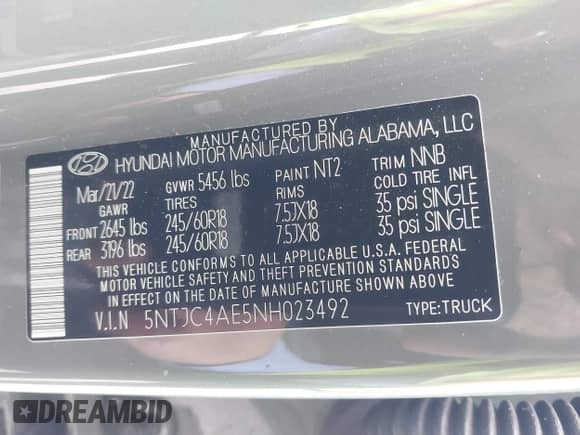 MANUFACTURED BY
HYUNDAI MOTOR MANUFACTURING ALABAMA, LLC
Mar/21/22 GVWR 5456 lbs PAINT NT2 TRIM NNB
GAWR TIRES RIMS COLD TIRE INFL
FRONT 2645 lbs 245/60R18 7.5JX18 35 psi SINGLE
REAR 3196 lbs 245/60R18 7.5JX18 35 psi SINGLE
THIS VEHICLE CONFORMS TO ALL APPLICABLE U.S.A. FEDERAL
MOTOR VEHICLE SAFETY AND THEFT PREVENTION STANDARDS
IN EFFECT ON THE DATE OF MANUFACTURE SHOWN ABOVE
V.I.N 5NTJC4AE5NH023492 TYPE:TRUCK
DREAMBID